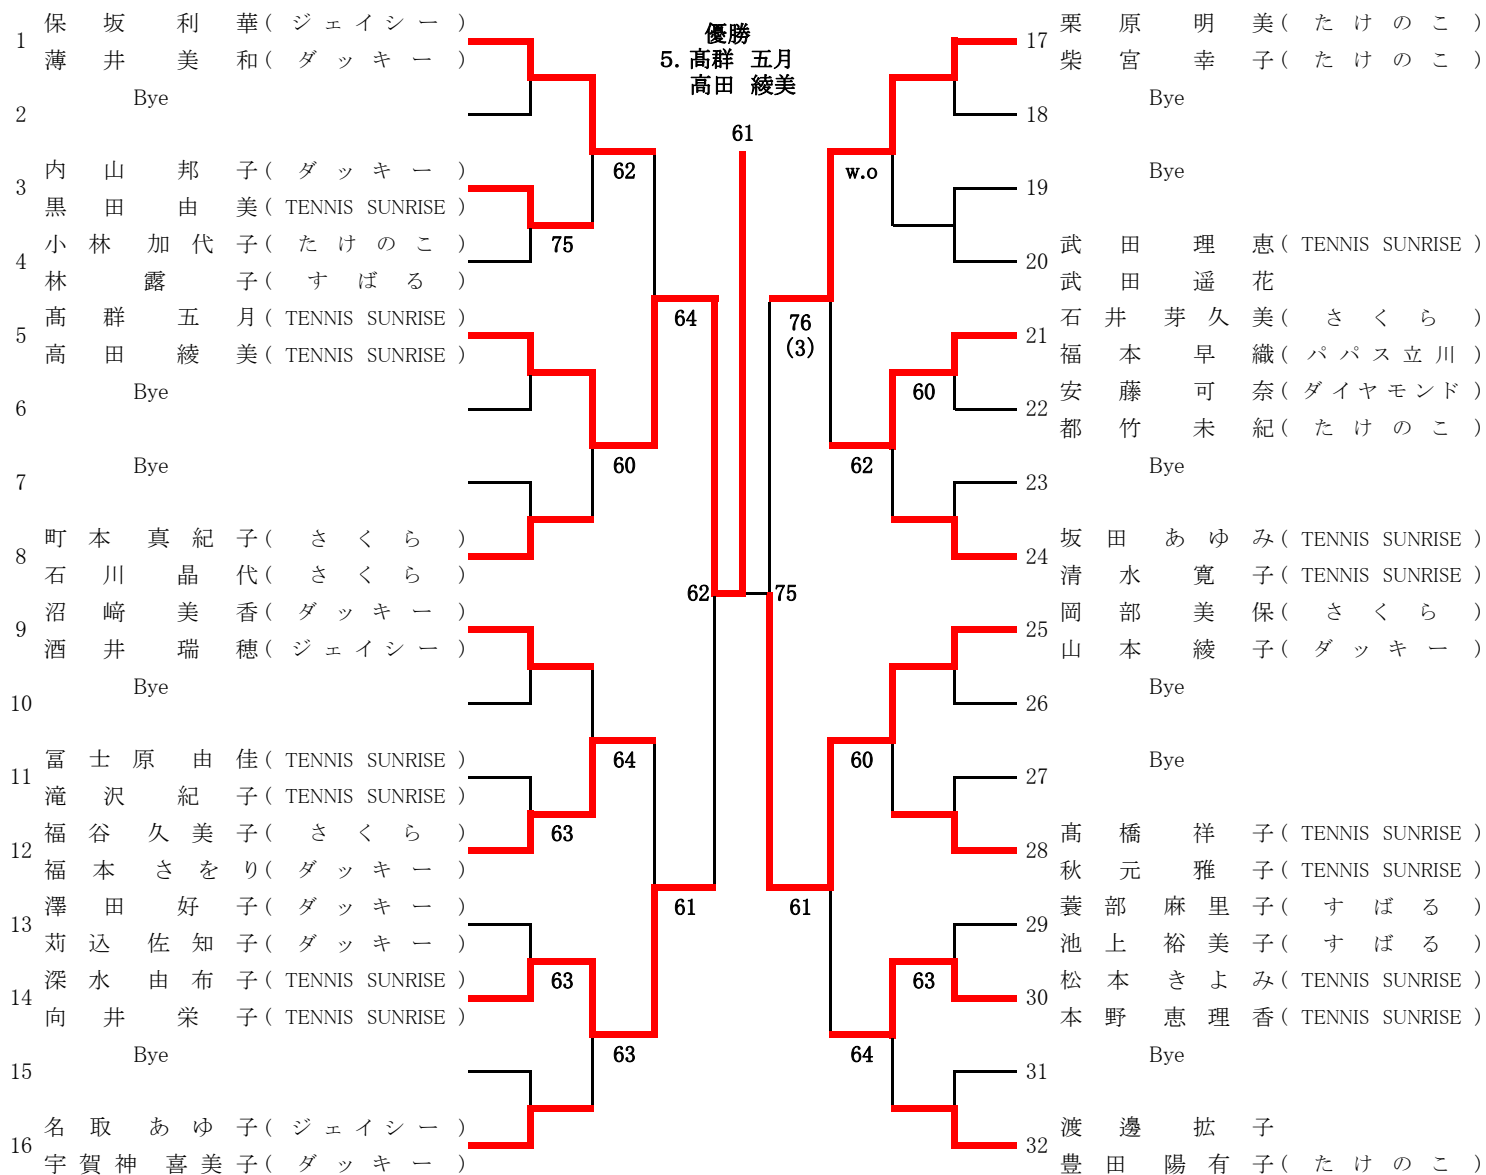 優勝
5. 髙群 五月
高田 綾美
61
1 保坂 利華 ( ジェイシー )
薄井 美和 ( ダッキー )
2 Bye
3 内山 邦子 ( ダッキー )
黒田 由美 ( TENNIS SUNRISE )
4 小林 加代子 ( たけのこ )
林 露子 ( すばる )
5 髙群 五月 ( TENNIS SUNRISE )
高田 綾美 ( TENNIS SUNRISE )
6 Bye
7 Bye
8 町本 真紀子 ( さくら )
石川 晶代 ( さくら )
9 沼﨑 美香 ( ダッキー )
酒井 瑞穂 ( ジェイシー )
10 Bye
11 冨士原 由佳 ( TENNIS SUNRISE )
滝沢 紀子 ( TENNIS SUNRISE )
12 福谷 久美子 ( さくら )
福本 さをり ( ダッキー )
13 澤田 好子 ( ダッキー )
苅込 佐知子 ( ダッキー )
14 深水 由布子 ( TENNIS SUNRISE )
向井 栄子 ( TENNIS SUNRISE )
15 Bye
16 名取 あゆ子 ( ジェイシー )
宇賀神 喜美子 ( ダッキー )
75
63
63
62
60
64
63
64
61
62
75
76
(3)
61
w.o
62
60
64
60
63
17 栗原 明美 ( たけのこ )
柴宮 幸子 ( たけのこ )
18 Bye
19 Bye
20 武田 理恵 ( TENNIS SUNRISE )
武田 遥花
21 石井 芽久美 ( さくら )
福本 早織 ( パパス立川 )
22 安藤 可奈 ( ダイヤモンド )
都竹 未紀 ( たけのこ )
23 Bye
24 坂田 あゆみ ( TENNIS SUNRISE )
清水 寛子 ( TENNIS SUNRISE )
25 岡部 美保 ( さくら )
山本 綾子 ( ダッキー )
26 Bye
27 Bye
28 髙橋 祥子 ( TENNIS SUNRISE )
秋元 雅子 ( TENNIS SUNRISE )
29 蓑部 麻里子 ( すばる )
池上 裕美子 ( すばる )
30 松本 きよみ ( TENNIS SUNRISE )
本野 恵理香 ( TENNIS SUNRISE )
31 Bye
32 渡邊 拡子
豊田 陽有子 ( たけのこ )